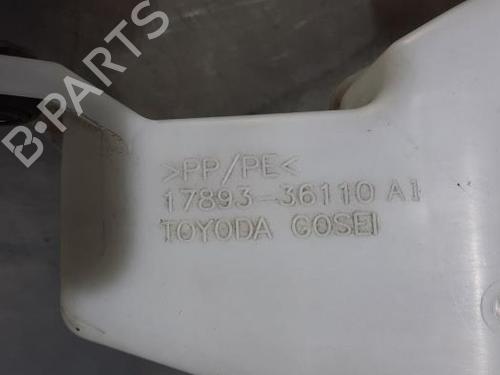 B-PARTS
>PP/PE<
17893-36110 A1
TOYODA GOSEI